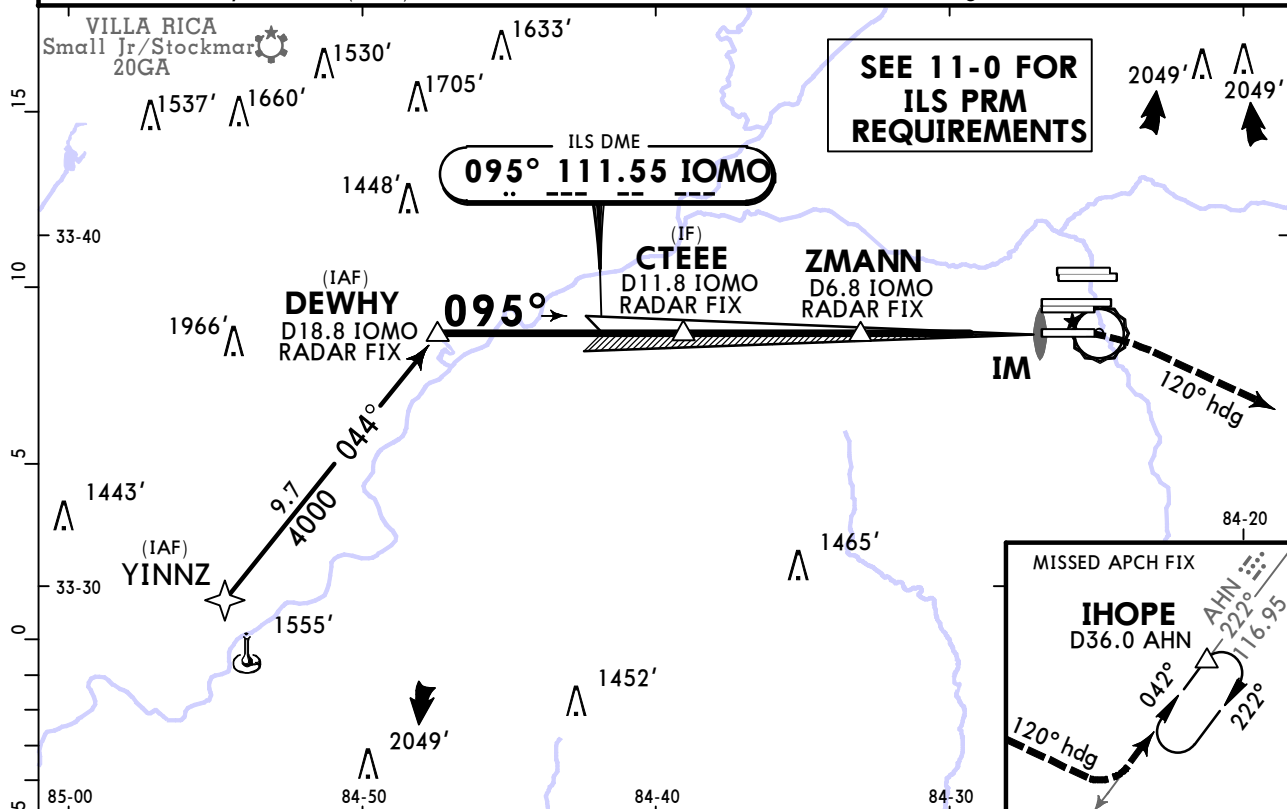 VILLA RICA
Small Jr/Stockmar
20GA
1530'
1633'
1537'
1660'
1705'
SEE 11-0 FOR
ILS PRM
REQUIREMENTS
2049'
2049'
15
ILS DME
095° 111.55 IOMO
1448'
33-40
10
(IAF)
DEWHY
D18.8 IOMO
RADAR FIX
095°
(IF)
CTEEE
D11.8 IOMO
RADAR FIX
ZMANN
D6.8 IOMO
RADAR FIX
1966'
IM
120° hdg
044°
9.7
4000
5
1443'
(IAF)
YINNZ
33-30
1465'
84-20
0
1555'
1452'
2049'
5
85-00
84-50
84-40
84-30
MISSED APCH FIX
IHOPE
D36.0 AHN
AHN
222°
116.95
042°
222°
120° hdg